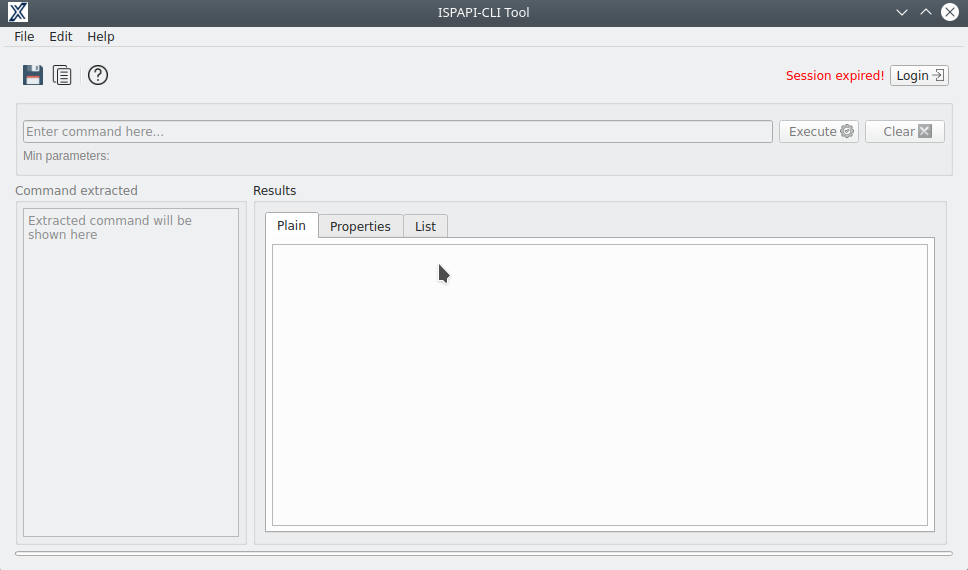 ISPAPI-CLI Tool
File Edit Help
Session expired! Login
Enter command here... Execute Clear
Min parameters:
Command extracted
Extracted command will be
shown here
Results
Plain Properties List